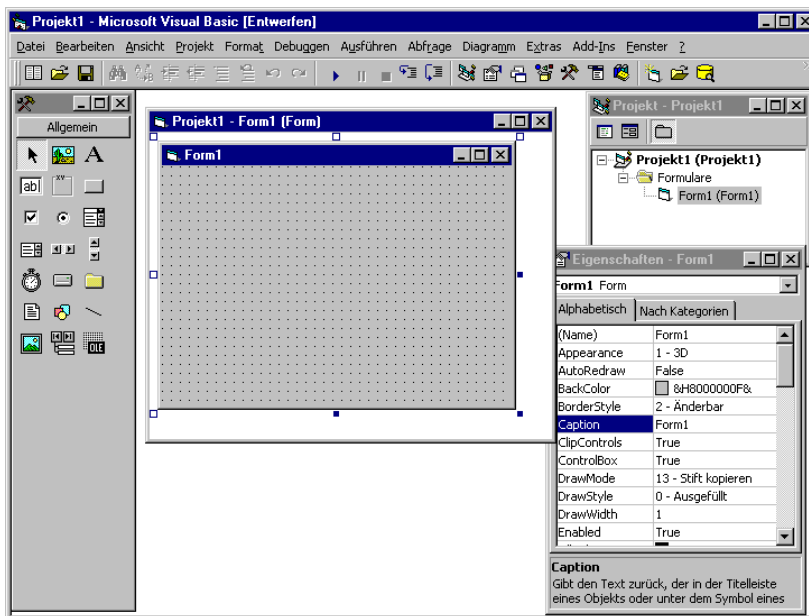 Projekt1 - Microsoft Visual Basic [Entwerfen]
Datei Bearbeiten Ansicht Projekt Format Debuggen Ausführen Abfrage Diagramm Extras Add-Ins Fenster ?
Allgemein
A
ab|
XY
OLE
Projekt1 - Form1 (Form)
Form1
Projekt - Projekt1
Projekt1 (Projekt1)
Formulare
Form1 (Form1)
Eigenschaften - Form1
Form1 Form
Alphabetisch Nach Kategorien
(Name) Form1
Appearance 1 - 3D
AutoRedraw False
BackColor &H8000000F&
BorderStyle 2 - Änderbar
Caption Form1
ClipControls True
ControlBox True
DrawMode 13 - Stift kopieren
DrawStyle 0 - Ausgefüllt
DrawWidth 1
Enabled True
Caption
Gibt den Text zurück, der in der Titelleiste
eines Objekts oder unter dem Symbol eines